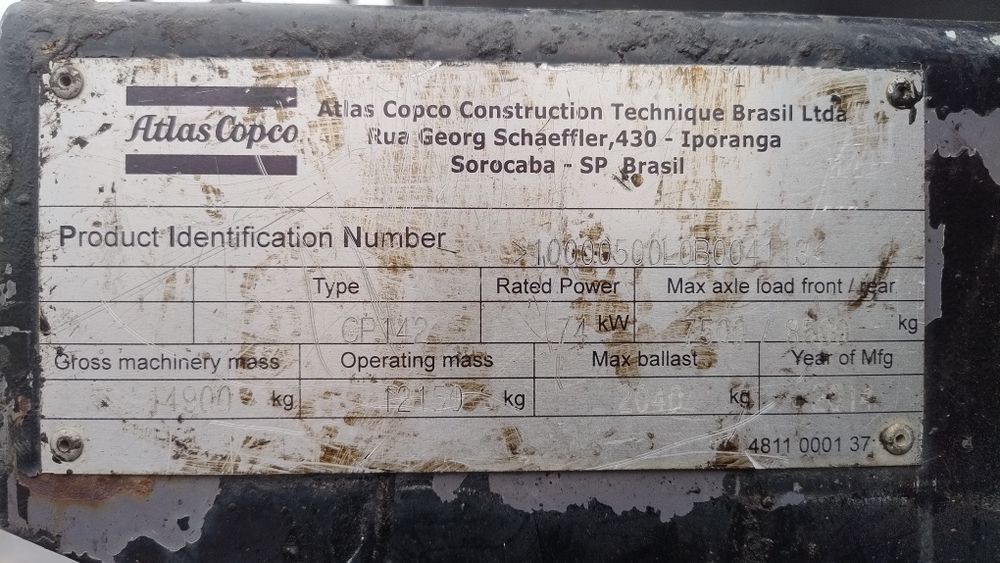 Atlas Copco
Atlas Copco Construction Technique Brasil Ltda
Rua Georg Schaeffler,430 - Iporanga
Sorocaba - SP Brasil
Product Identification Number
Type Rated Power Max axle load front / rear
CP142 74 kW 7500 kg
Gross machinery mass Operating mass Max ballast Year of Mfg
14900 kg 12150 kg 2640 kg
4811 0001 37